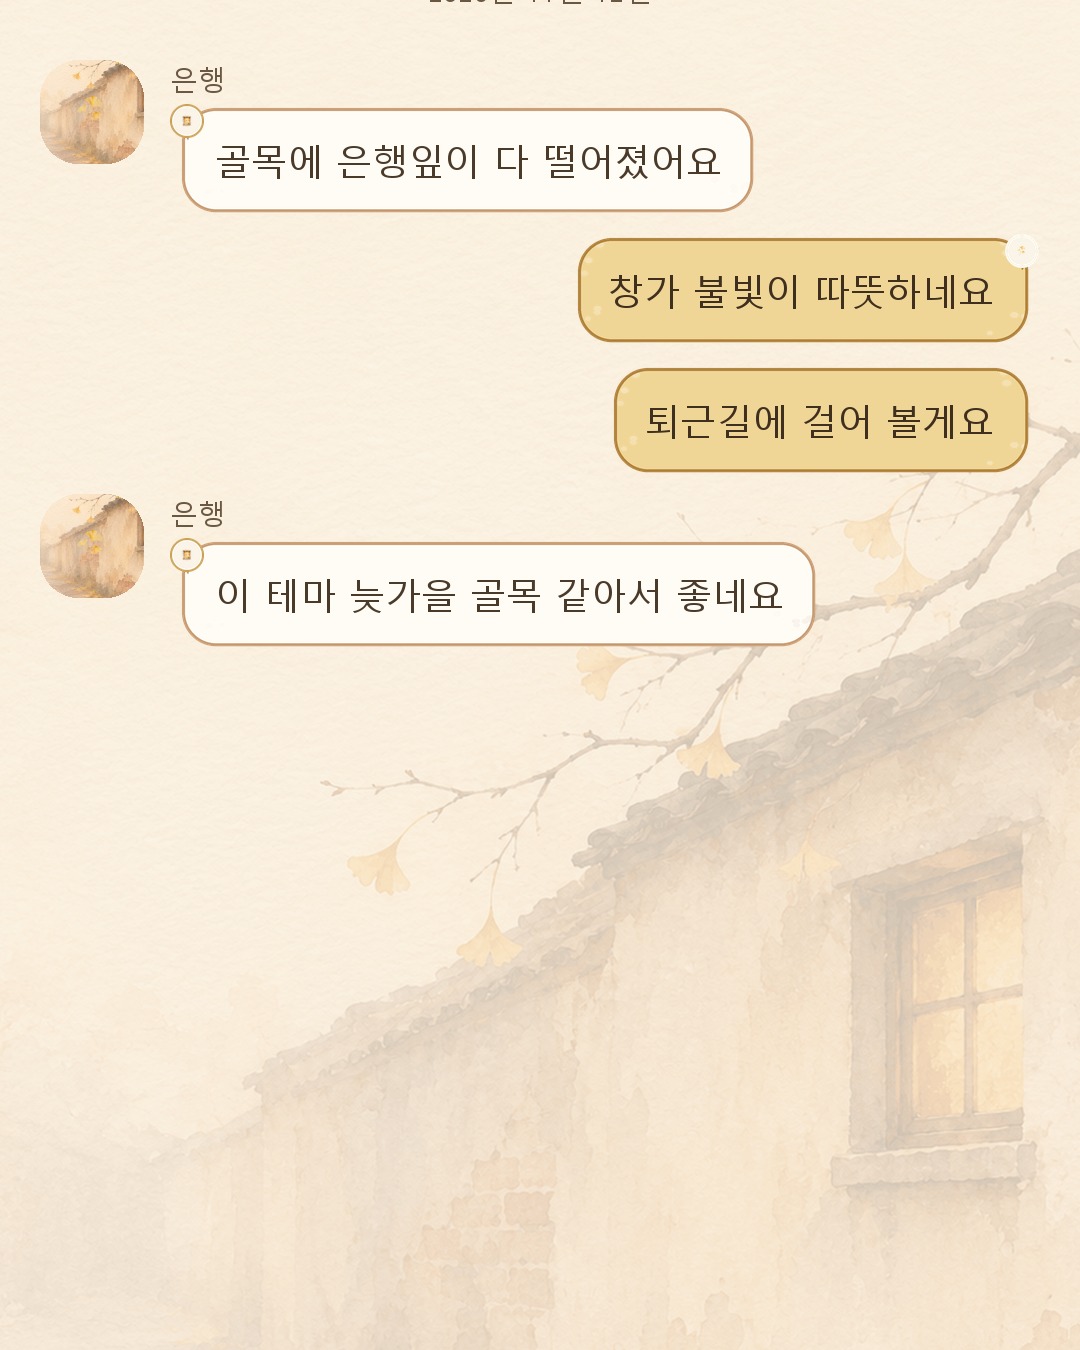 은행
골목에 은행잎이 다 떨어졌어요
창가 불빛이 따뜻하네요
퇴근길에 걸어 볼게요
은행
이 테마 늦가을 골목 같아서 좋네요